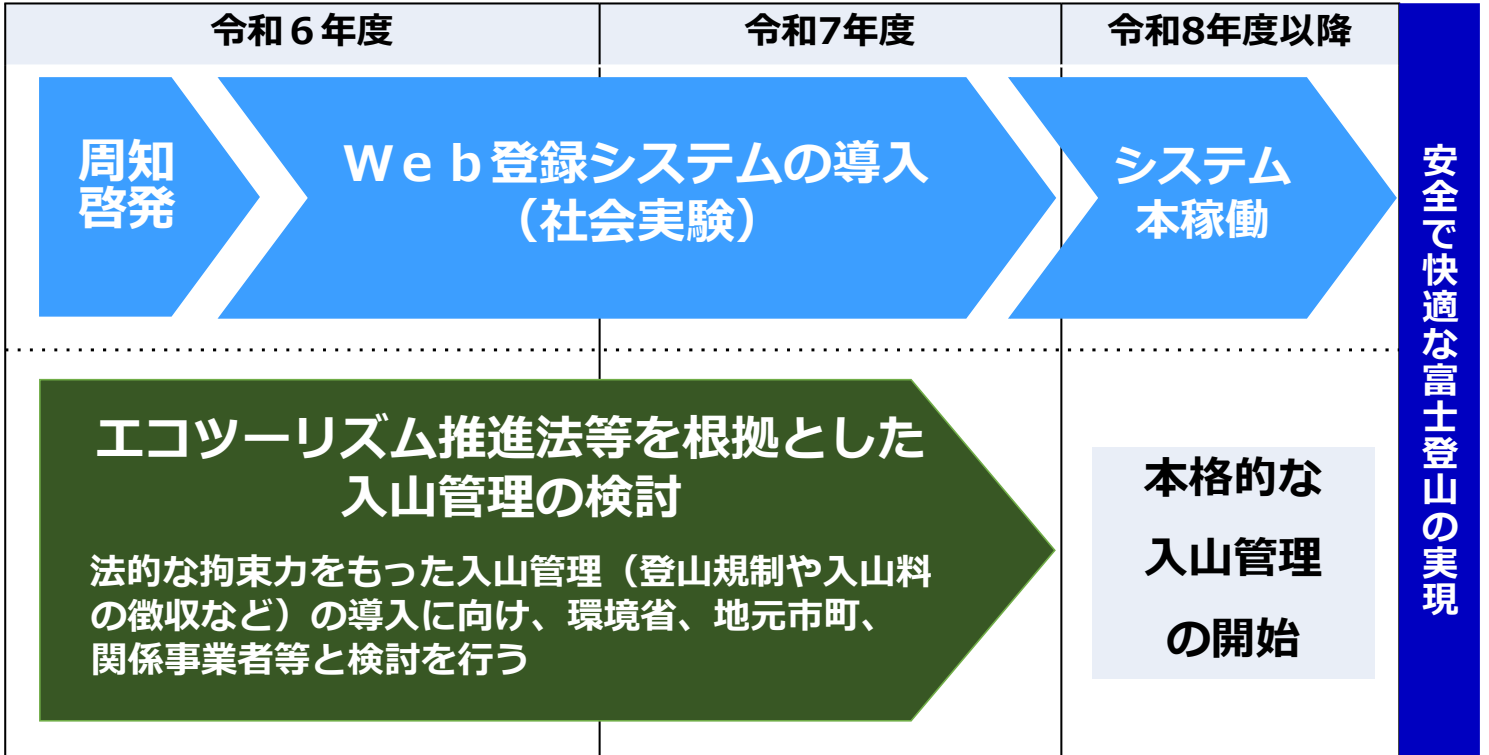 令和６年度
令和7年度
令和8年度以降
周知
啓発
Ｗｅｂ登録システムの導入
（社会実験）
システム
本稼働
エコツーリズム推進法等を根拠とした
入山管理の検討
法的な拘束力をもった入山管理（登山規制や入山料
の徴収など）の導入に向け、環境省、地元市町、
関係事業者等と検討を行う
本格的な
入山管理
の開始
安全で快適な富士登山の実現